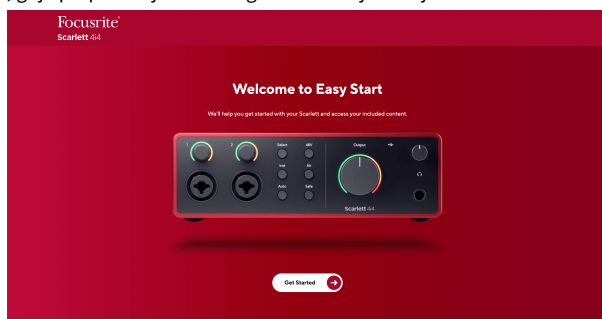 Focusrite®
Scarlett 4i4
Welcome to Easy Start
We'll help you get started with your Scarlett and access your included content.
1 2 Select 48V Output
Inst Air
Auto Safe
Scarlett 4i4
Get Started